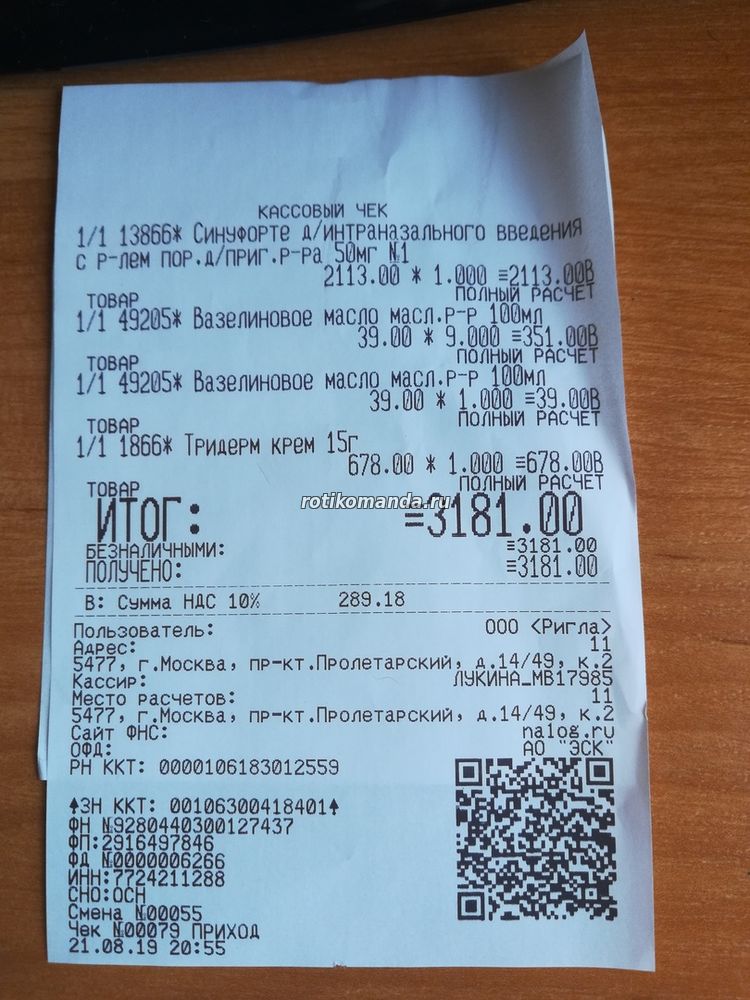 КАССОВЫЙ ЧЕК
1/1 13866* Синуфорте д/интраназального введения
с р-лем пор.д/приг.р-ра 50мг №1
2113.00 * 1.000 ≡2113.00В
ТОВАР ПОЛНЫЙ РАСЧЕТ
1/1 49205* Вазелиновое масло масл.р-р 100мл
39.00 * 9.000 ≡351.00В
ТОВАР ПОЛНЫЙ РАСЧЕТ
1/1 49205* Вазелиновое масло масл.р-р 100мл
39.00 * 1.000 ≡39.00В
ТОВАР ПОЛНЫЙ РАСЧЕТ
1/1 1866* Тридерм крем 15г
678.00 * 1.000 ≡678.00В
ТОВАР ПОЛНЫЙ РАСЧЕТ
rotikomanda.ru
ИТОГ: ≡3181.00
БЕЗНАЛИЧНЫМИ: ≡3181.00
ПОЛУЧЕНО: ≡3181.00
В: Сумма НДС 10% 289.18
Пользователь: ООО <Ригла>
Адрес: 11
5477, г.Москва, пр-кт.Пролетарский, д.14/49, к.2
Кассир: ЛУКИНА_МВ17985
Место расчетов: 11
5477, г.Москва, пр-кт.Пролетарский, д.14/49, к.2
Сайт ФНС: nalog.ru
ОФД: АО "ЭСК"
РН ККТ: 0000106183012559
↑ЗН ККТ: 00106300418401↑
ФН №9280440300127437
ФП:2916497846
ФД №0000006266
ИНН:7724211288
СНО:ОСН
Смена №00055
Чек №00079 ПРИХОД
21.08.19 20:55